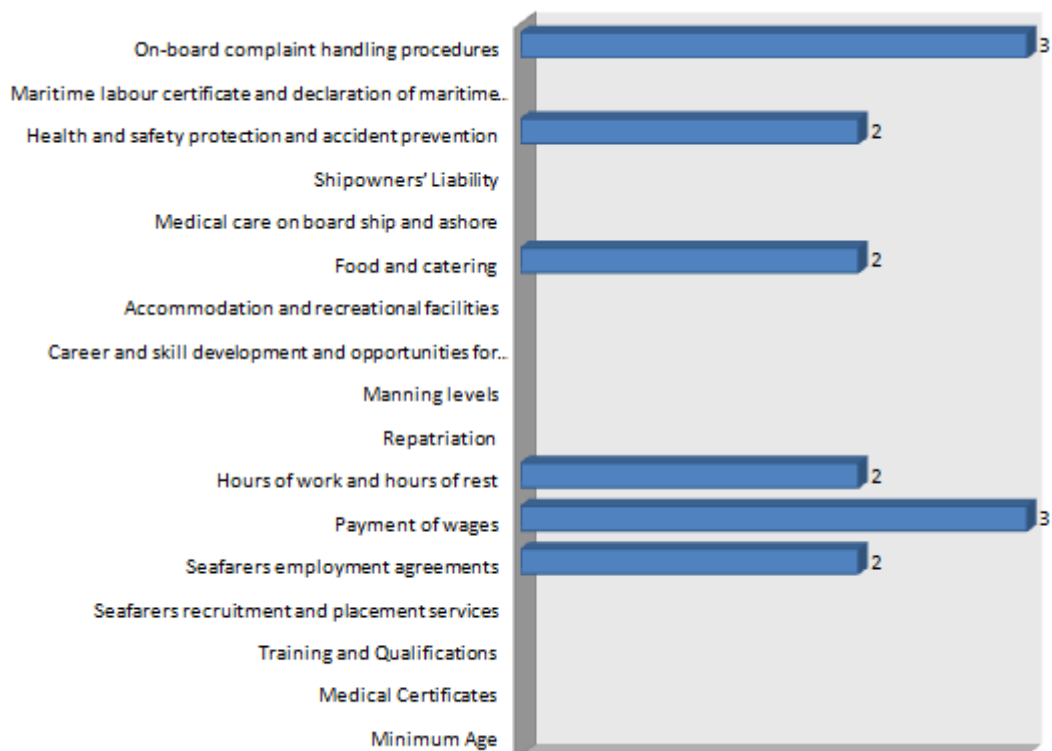 On-board complaint handling procedures 3
Maritime labour certificate and declaration of maritime...
Health and safety protection and accident prevention 2
Shipowners' Liability
Medical care on board ship and ashore
Food and catering 2
Accommodation and recreational facilities
Career and skill development and opportunities for...
Manning levels
Repatriation
Hours of work and hours of rest 2
Payment of wages 3
Seafarers employment agreements 2
Seafarers recruitment and placement services
Training and Qualifications
Medical Certificates
Minimum Age